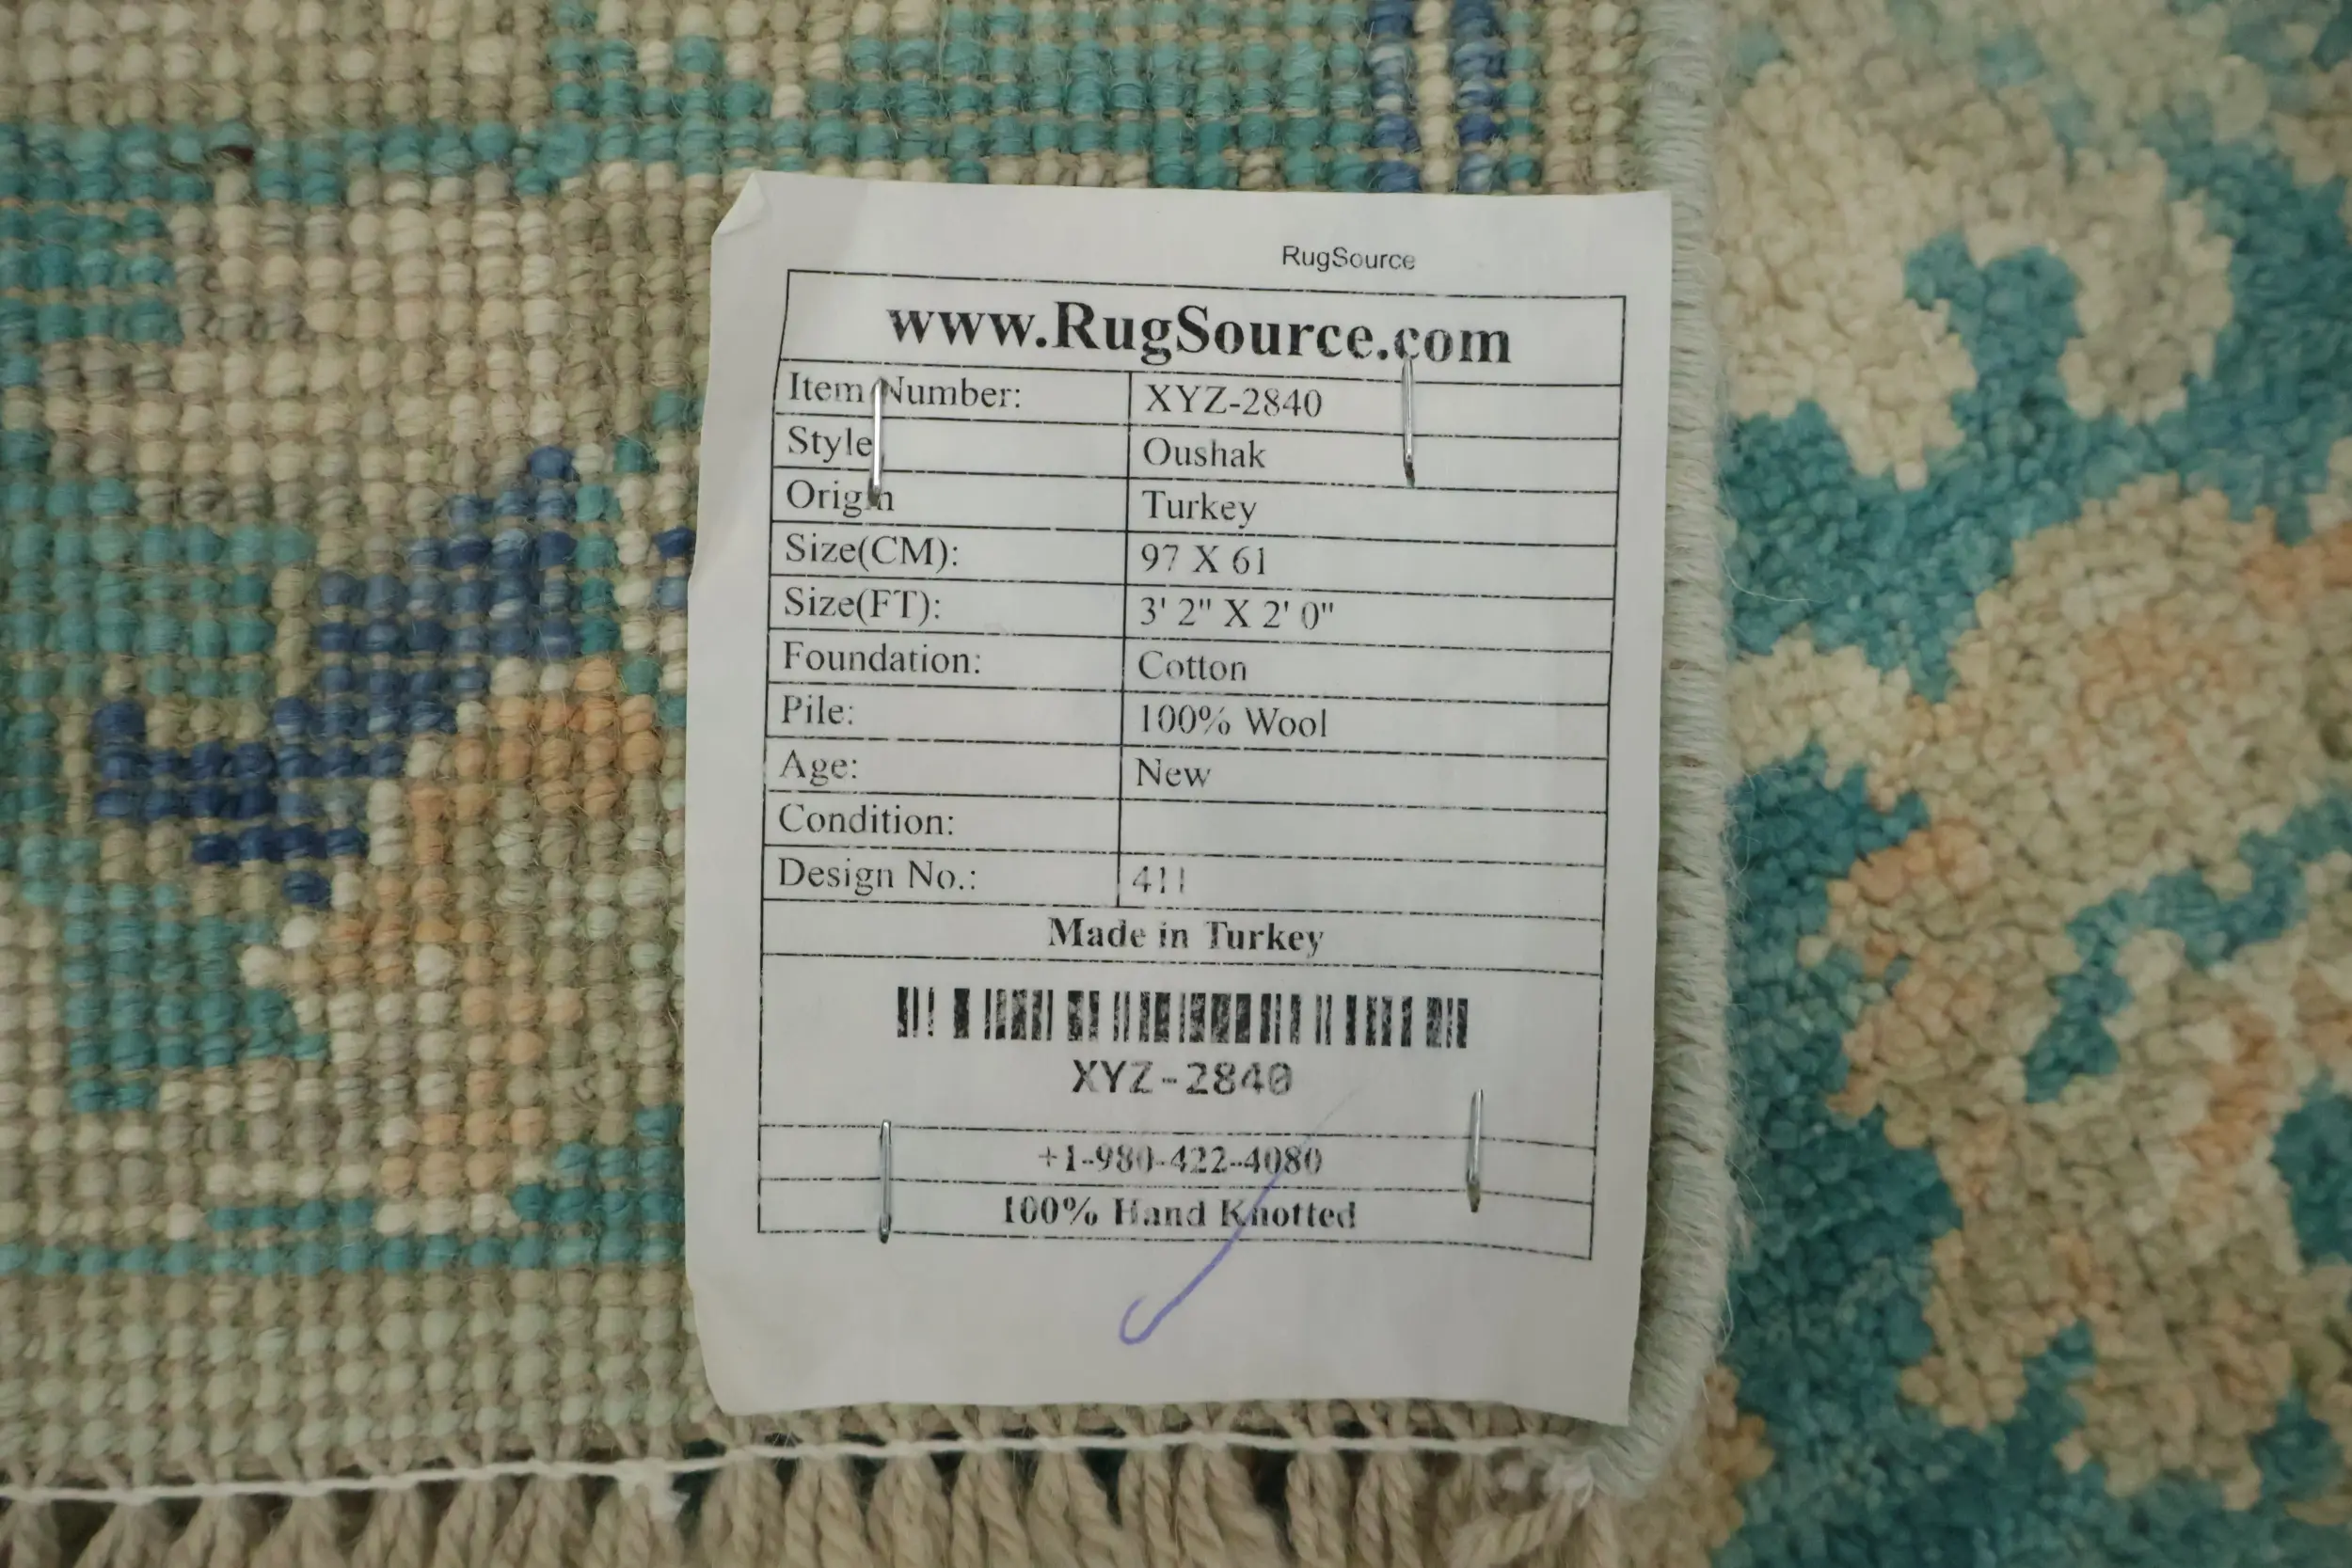 RugSource
www.RugSource.com
Item Number: XYZ-2840
Style Oushak
Origin Turkey
Size(CM): 97 X 61
Size(FT): 3' 2" X 2' 0"
Foundation: Cotton
Pile: 100% Wool
Age: New
Condition:
Design No.: 411
Made in Turkey
XYZ-2840
+1-980-422-4080
100% Hand Knotted